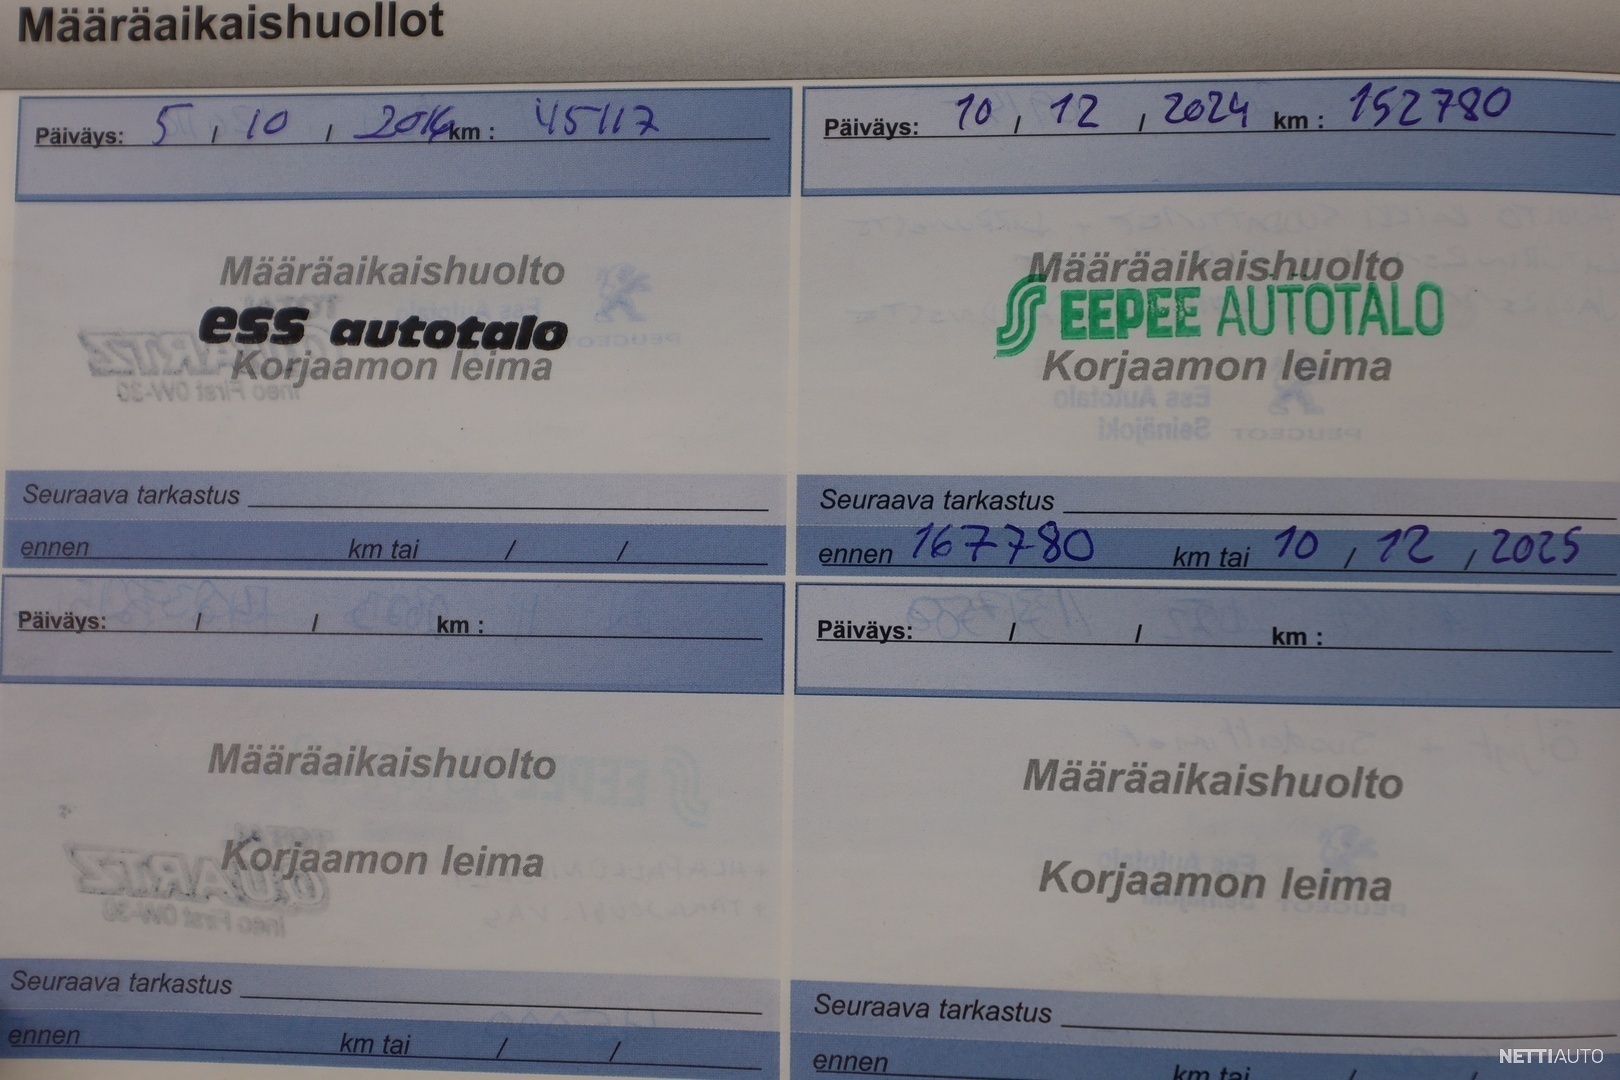 Määräaikaishuollot
Päiväys: 5 / 10 / 2016 km : 45117
Määräaikaishuolto
ess autotalo
Korjaamon leima
Seuraava tarkastus
ennen km tai / /
Päiväys: 10 / 12 / 2024 km : 152780
Määräaikaishuolto
SEEPEE AUTOTALO
Korjaamon leima
Seuraava tarkastus
ennen 167780 km tai 10 / 12 / 2025
Päiväys: / / km :
Määräaikaishuolto
Korjaamon leima
Seuraava tarkastus
ennen km tai / /
Päiväys: / / km :
Määräaikaishuolto
Korjaamon leima
Seuraava tarkastus
ennen km tai / /
NETTIAUTO